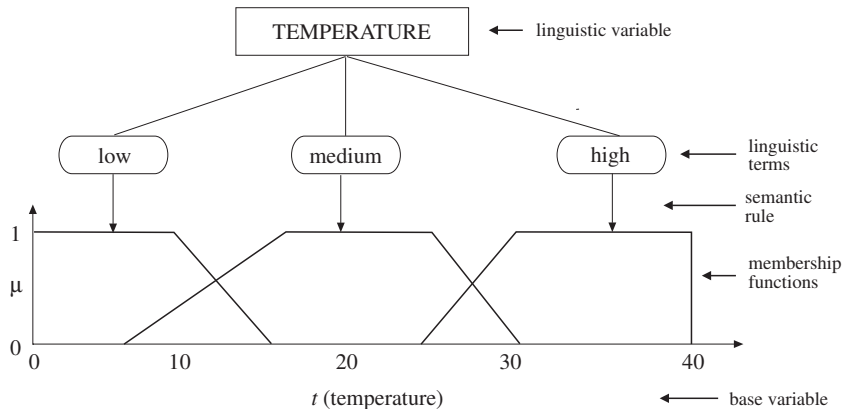 TEMPERATURE
linguistic variable
low
medium
high
linguistic
terms
semantic
rule
1
μ
0
membership
functions
0
10
20
30
40
t (temperature)
base variable